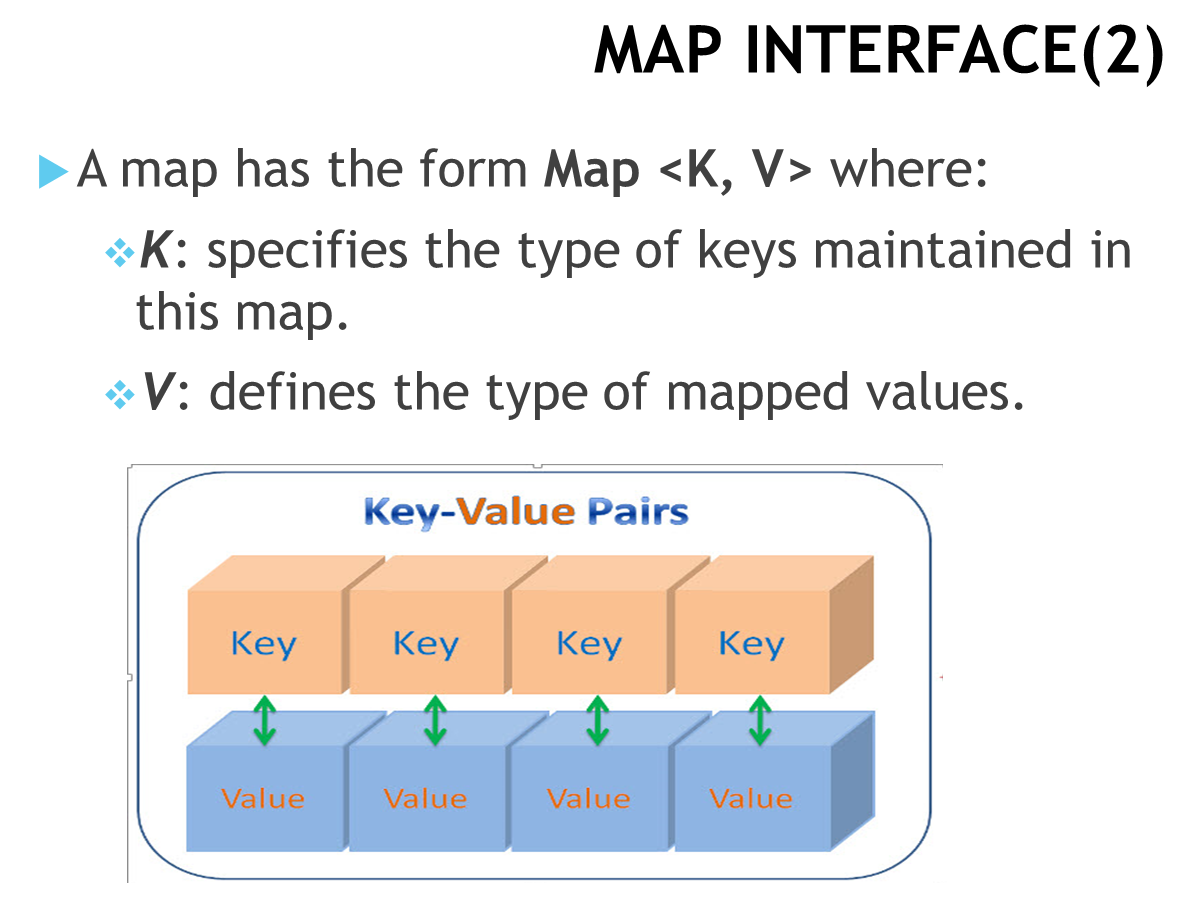 MAP INTERFACE(2)
A map has the form Map <K, V> where:
K: specifies the type of keys maintained in
this map.
V: defines the type of mapped values.
Key-Value Pairs
Key Key Key Key
Value Value Value Value